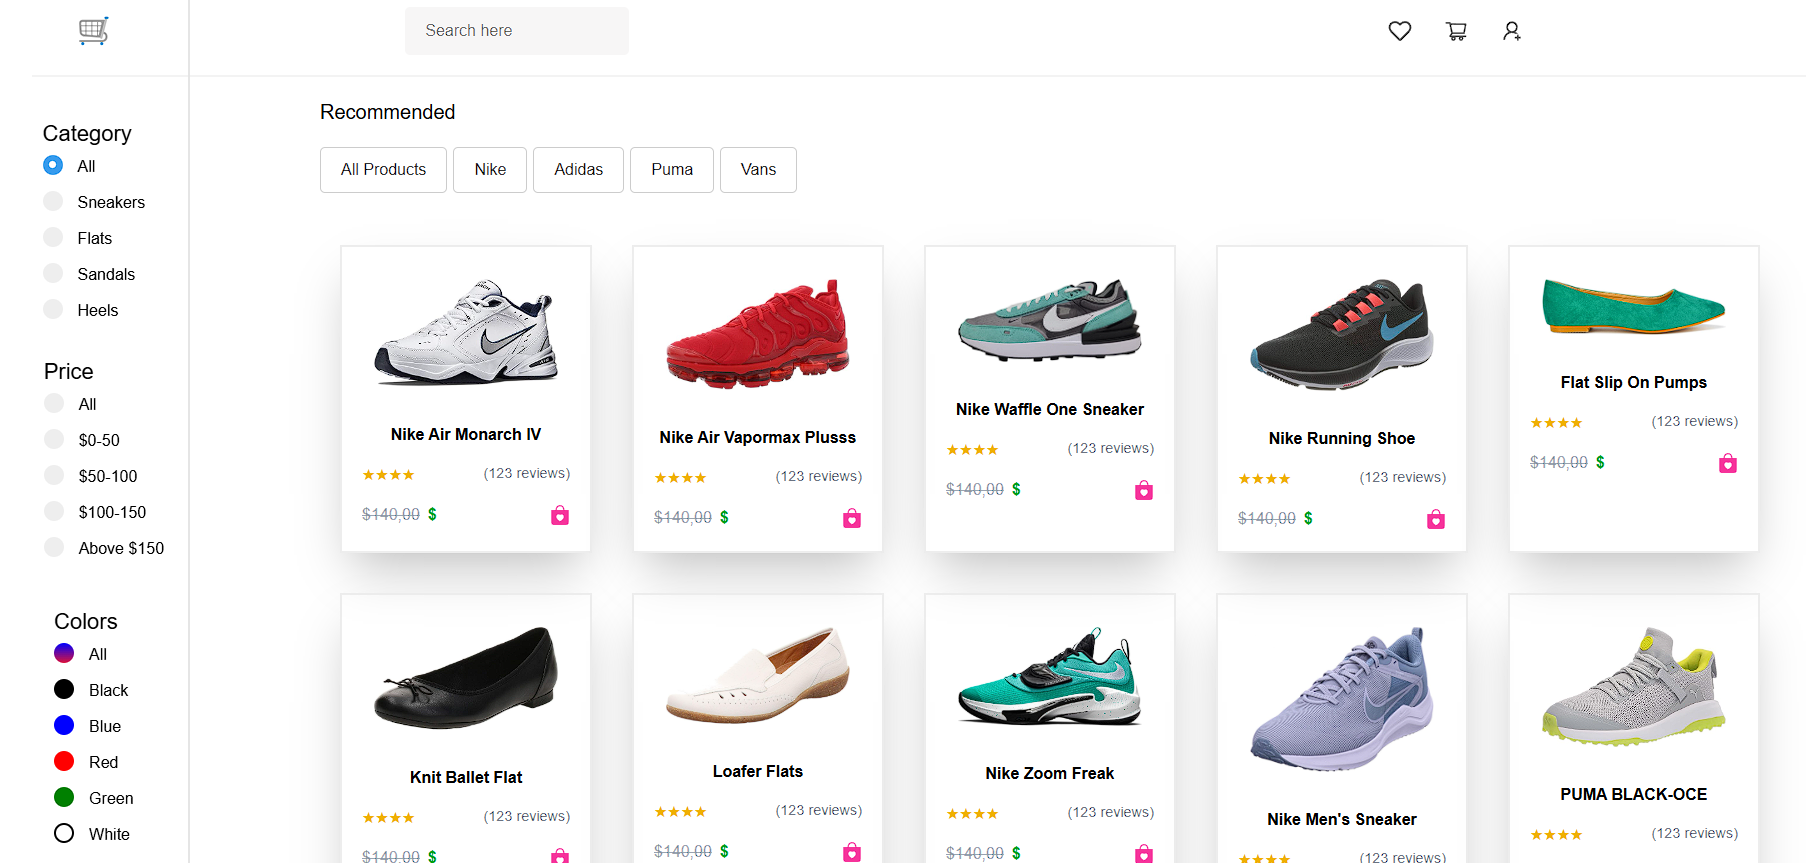 Search here
Category
All
Sneakers
Flats
Sandals
Heels
Price
All
$0-50
$50-100
$100-150
Above $150
Colors
All
Black
Blue
Red
Green
White
Recommended
All Products Nike Adidas Puma Vans
Nike Air Monarch IV
★★★★ (123 reviews)
$140,00 $
Nike Air Vapormax Plusss
★★★★ (123 reviews)
$140,00 $
Nike Waffle One Sneaker
★★★★ (123 reviews)
$140,00 $
Nike Running Shoe
★★★★ (123 reviews)
$140,00 $
Flat Slip On Pumps
★★★★ (123 reviews)
$140,00 $
Knit Ballet Flat
★★★★ (123 reviews)
$140,00 $
Loafer Flats
★★★★ (123 reviews)
$140,00 $
Nike Zoom Freak
★★★★ (123 reviews)
$140,00 $
Nike Men's Sneaker
★★★★ (123 reviews)
PUMA BLACK-OCE
★★★★ (123 reviews)